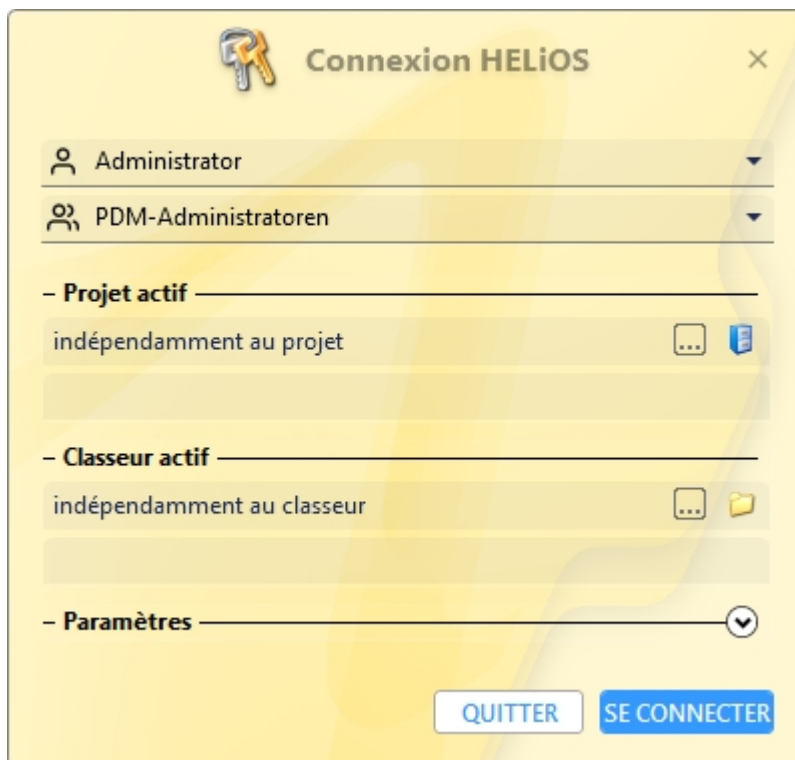 Connexion HELiOS
Administrator
PDM-Administratoren
Projet actif
indépendamment au projet
...
Classeur actif
indépendamment au classeur
...
Paramètres
QUITTER
SE CONNECTER